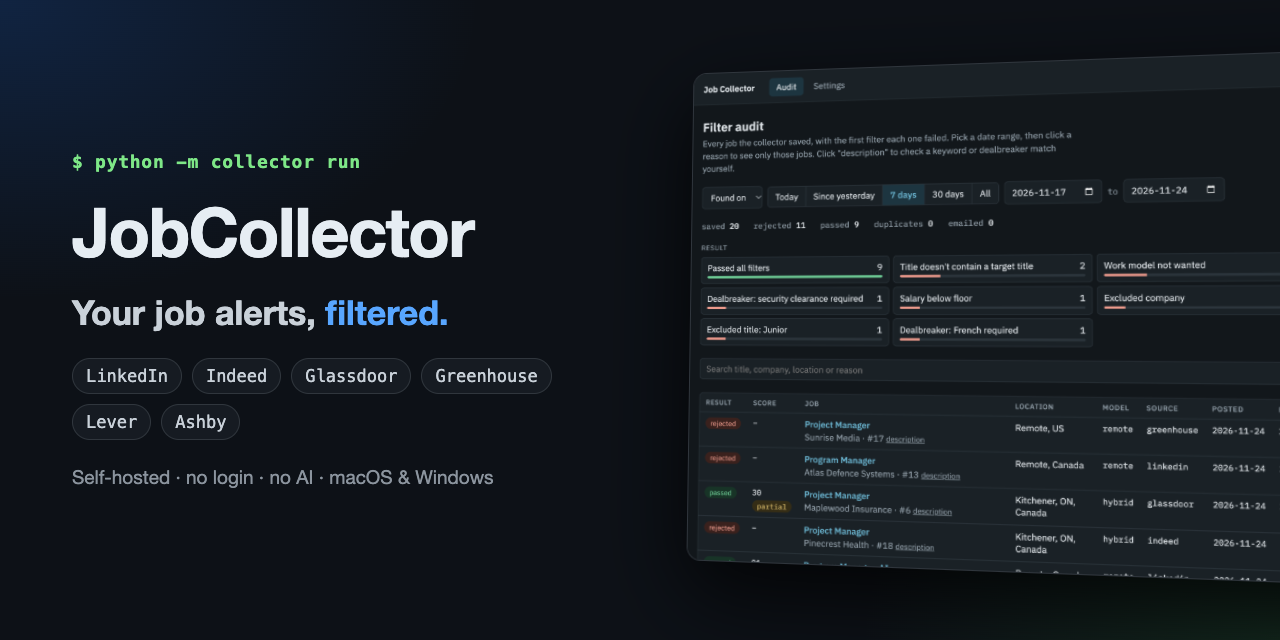 $ python -m collector run
JobCollector
Your job alerts, filtered.
LinkedIn Indeed Glassdoor Greenhouse
Lever Ashby
Self-hosted · no login · no AI · macOS & Windows
Job Collector Audit Settings
Filter audit
Every job the collector saved, with the first filter each one failed. Pick a date range, then click a
reason to see only those jobs. Click "description" to check a keyword or dealbreaker match
yourself.
Found on Today Since yesterday 7 days 30 days All 2026-11-17 to 2026-11-24
saved 20 rejected 11 passed 9 duplicates 0 emailed 0
RESULT
Passed all filters 9 Title doesn't contain a target title 2 Work model not wanted
Dealbreaker: security clearance required 1 Salary below floor 1 Excluded company
Excluded title: Junior 1 Dealbreaker: French required 1
Search title, company, location or reason
RESULT SCORE JOB LOCATION MODEL SOURCE POSTED
rejected – Project Manager Remote, US remote greenhouse 2026-11-24
Sunrise Media · #17 description
rejected – Program Manager Remote, Canada remote linkedin 2026-11-24
Atlas Defence Systems · #13 description
passed 30 Project Manager Kitchener, ON, hybrid glassdoor 2026-11-24
partial Maplewood Insurance · #6 description Canada
rejected – Project Manager Kitchener, ON, hybrid indeed 2026-11-24
Pinecrest Health · #18 description Canada